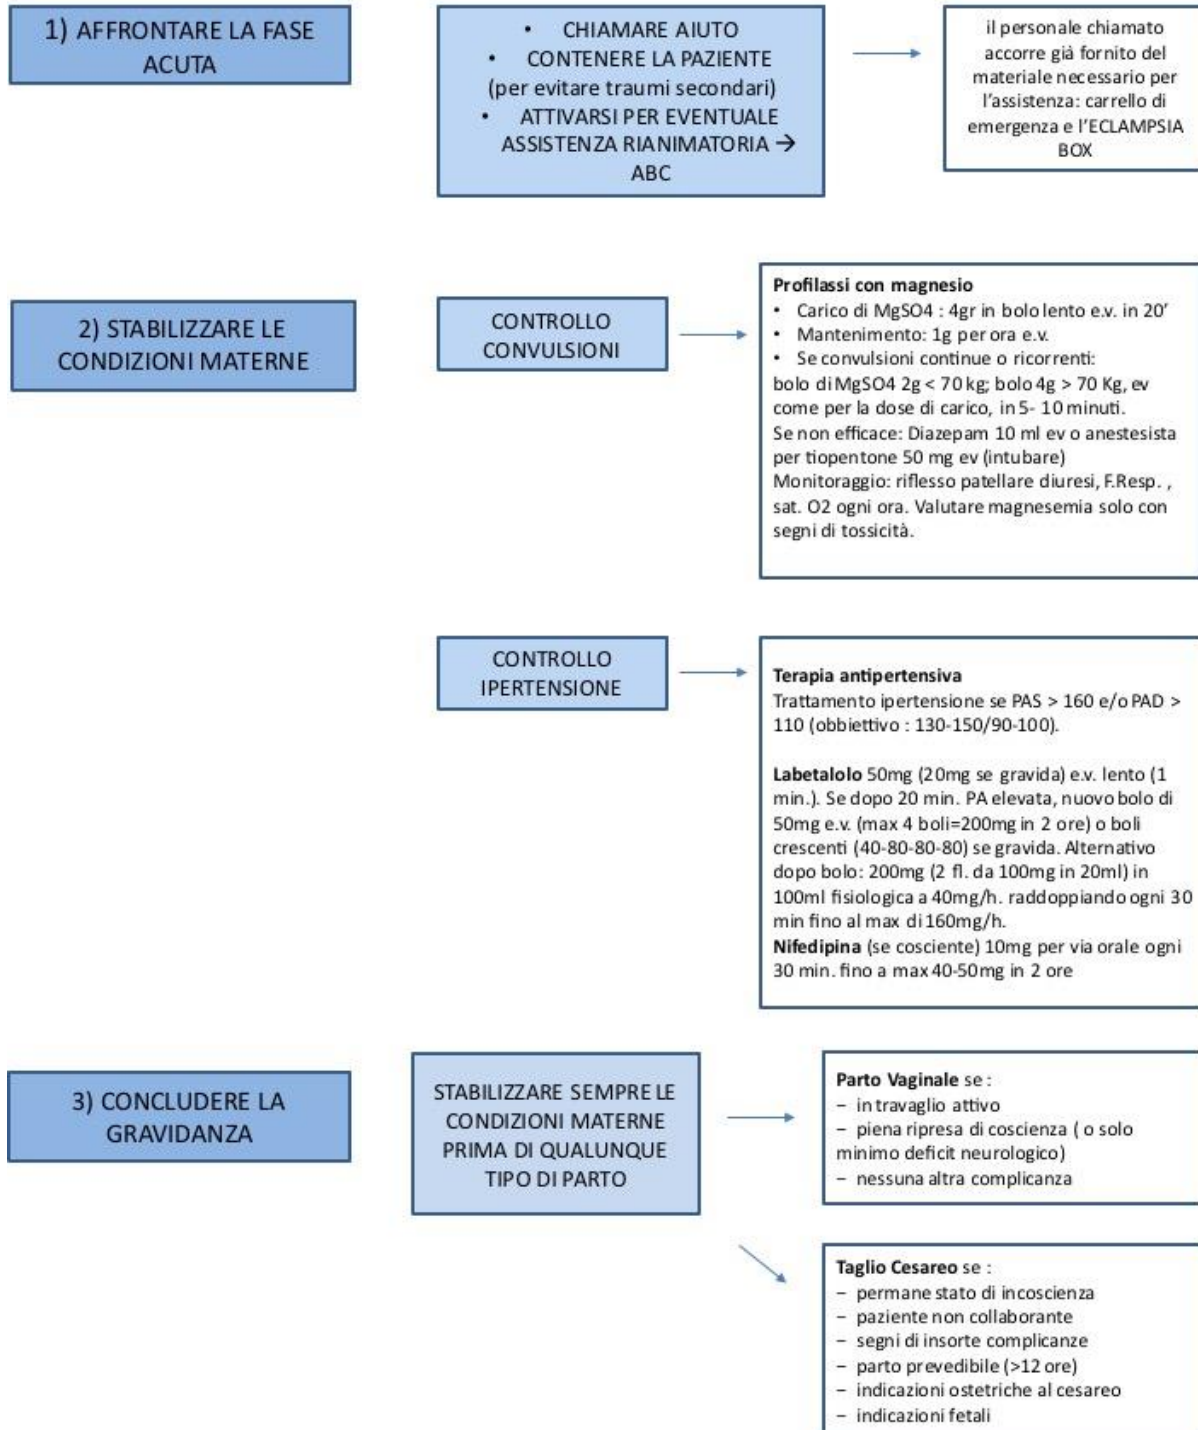 1) AFFRONTARE LA FASE
ACUTA
• CHIAMARE AIUTO
• CONTENERE LA PAZIENTE
(per evitare traumi secondari)
• ATTIVARSI PER EVENTUALE
ASSISTENZA RIANIMATORIA →
ABC
il personale chiamato
accorre già fornito del
materiale necessario per
l'assistenza: carrello di
emergenza e l'ECLAMPSIA
BOX
2) STABILIZZARE LE
CONDIZIONI MATERNE
CONTROLLO
CONVULSIONI
Profilassi con magnesio
• Carico di MgSO4 : 4gr in bolo lento e.v. in 20'
• Mantenimento: 1g per ora e.v.
• Se convulsioni continue o ricorrenti:
bolo di MgSO4 2g < 70 kg; bolo 4g > 70 Kg, ev
come per la dose di carico, in 5- 10 minuti.
Se non efficace: Diazepam 10 ml ev o anestesista
per tiopentone 50 mg ev (intubare)
Monitoraggio: riflesso patellare diuresi, F.Resp. ,
sat. O2 ogni ora. Valutare magnesemia solo con
segni di tossicità.
CONTROLLO
IPERTENSIONE
Terapia antipertensiva
Trattamento ipertensione se PAS > 160 e/o PAD >
110 (obbiettivo : 130-150/90-100).
Labetalolo 50mg (20mg se gravida) e.v. lento (1
min.). Se dopo 20 min. PA elevata, nuovo bolo di
50mg e.v. (max 4 boli=200mg in 2 ore) o boli
crescenti (40-80-80-80) se gravida. Alternativo
dopo bolo: 200mg (2 fl. da 100mg in 20ml) in
100ml fisiologica a 40mg/h. raddoppiando ogni 30
min fino al max di 160mg/h.
Nifedipina (se cosciente) 10mg per via orale ogni
30 min. fino a max 40-50mg in 2 ore
3) CONCLUDERE LA
GRAVIDANZA
STABILIZZARE SEMPRE LE
CONDIZIONI MATERNE
PRIMA DI QUALUNQUE
TIPO DI PARTO
Parto Vaginale se :
– in travaglio attivo
– piena ripresa di coscienza ( o solo
minimo deficit neurologico)
– nessuna altra complicanza
Taglio Cesareo se :
– permane stato di incoscienza
– paziente non collaborante
– segni di insorte complicanze
– parto prevedibile (>12 ore)
– indicazioni ostetriche al cesareo
– indicazioni fetali